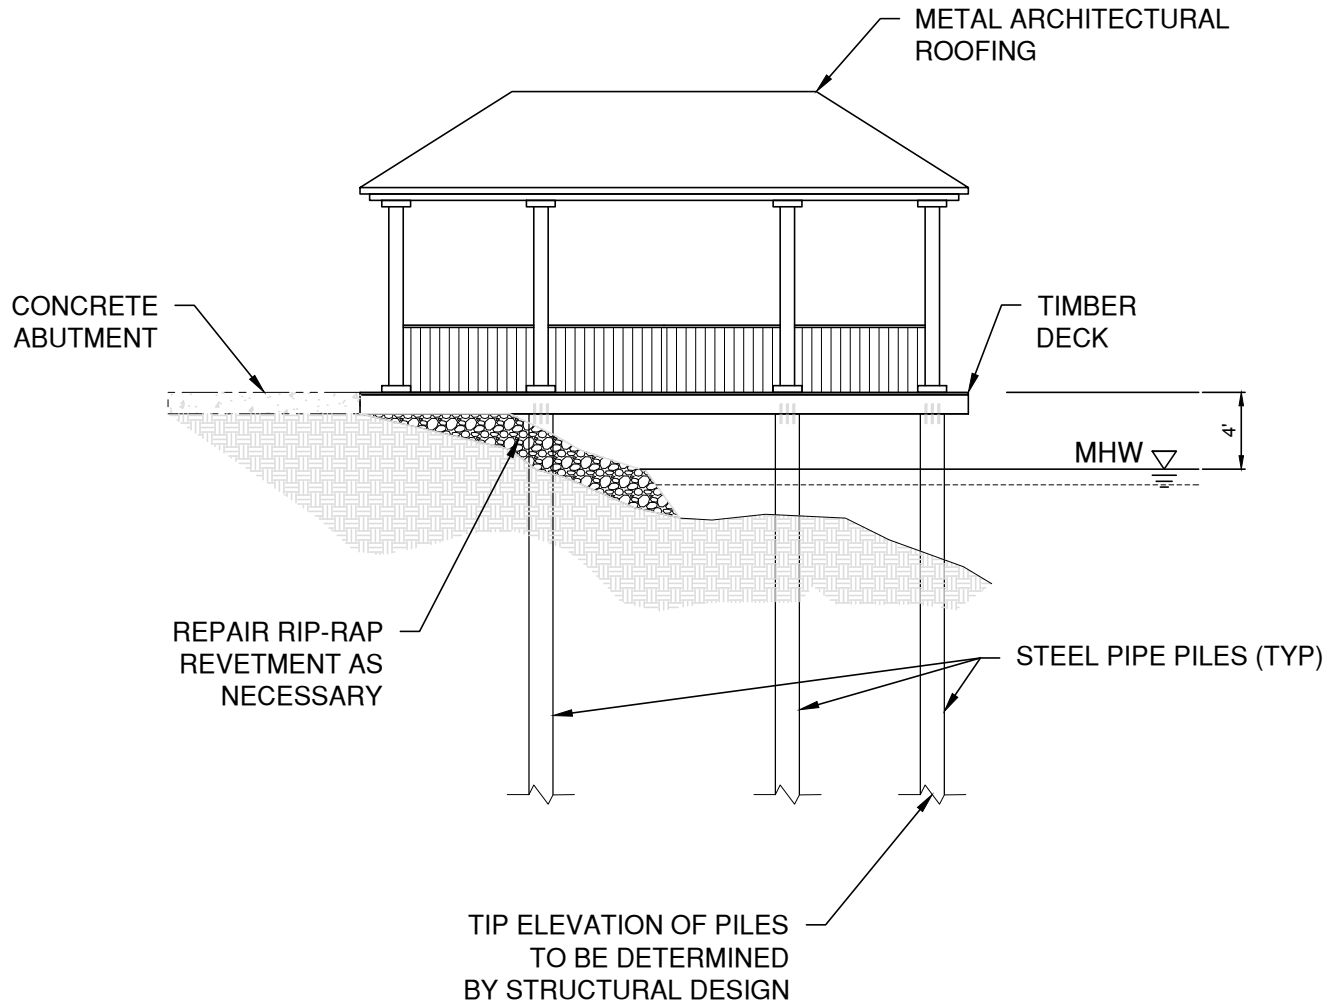 METAL ARCHITECTURAL
ROOFING
CONCRETE
ABUTMENT
TIMBER
DECK
4'
MHW
REPAIR RIP-RAP
REVETMENT AS
NECESSARY
STEEL PIPE PILES (TYP)
TIP ELEVATION OF PILES
TO BE DETERMINED
BY STRUCTURAL DESIGN